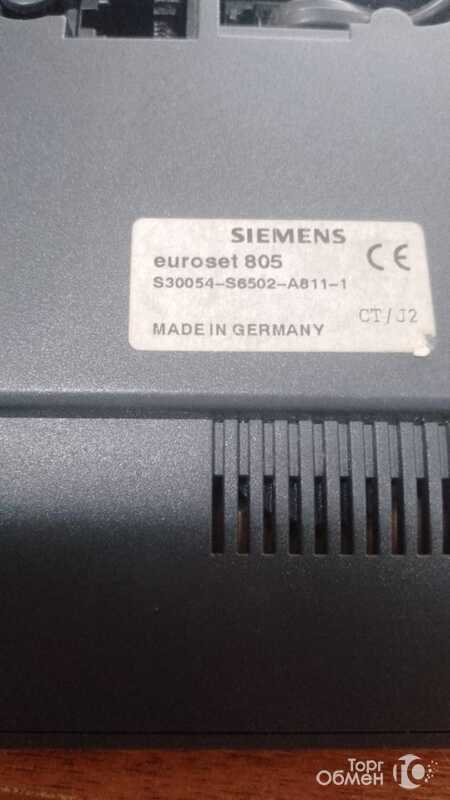 SIEMENS
euroset 805
CE
S30054-S6502-A811-1
CT/J2
MADE IN GERMANY
Торг
Обмен